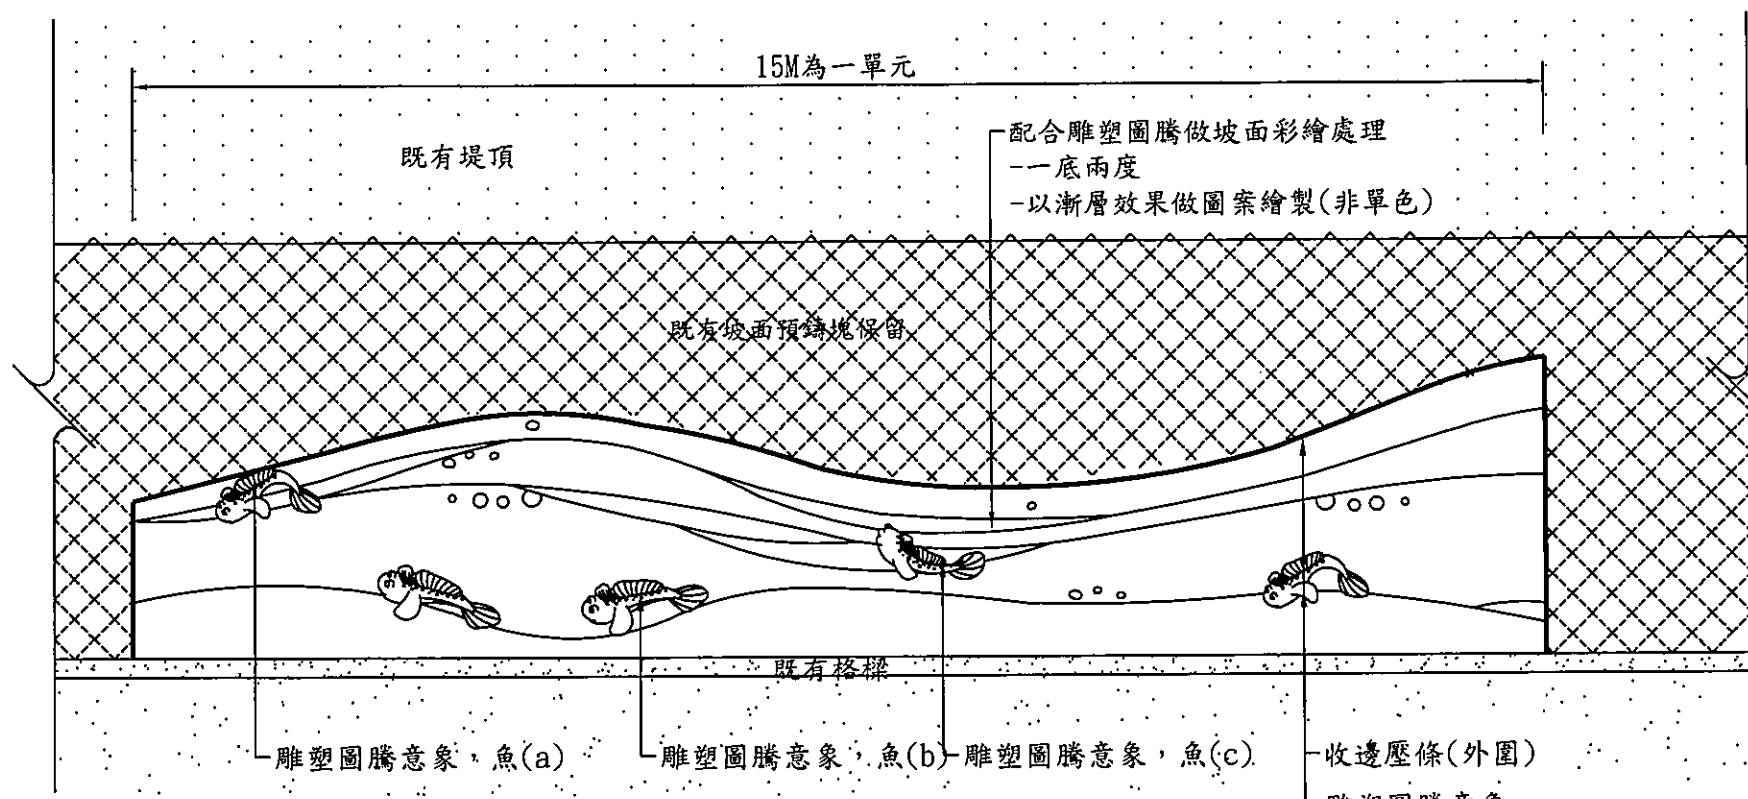 15M為一單元
既有堤頂
配合雕塑圖騰做坡面彩繪處理
-一底兩度
-以漸層效果做圖案繪製(非單色)
既有坡面預鑄塊保留
既有格樑
雕塑圖騰意象，魚(a)
雕塑圖騰意象，魚(b)
雕塑圖騰意象，魚(c)
收邊壓條(外圍)